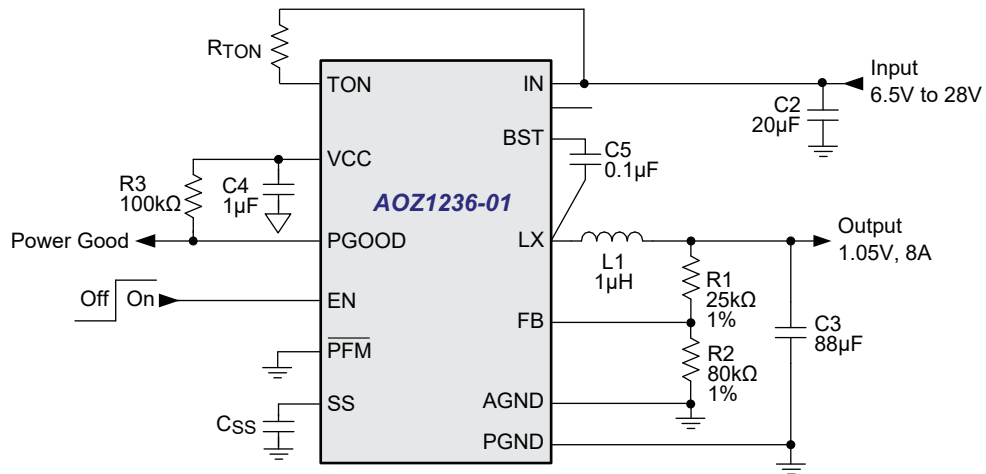 RTON
TON
IN
Input
6.5V to 28V
C2
20µF
BST
C5
0.1µF
VCC
R3
100kΩ
C4
1µF
AOZ1236-01
Power Good
PGOOD
LX
L1
1µH
Output
1.05V, 8A
R1
25kΩ
1%
Off
On
EN
FB
C3
88µF
PFM
R2
80kΩ
1%
SS
CSS
AGND
PGND